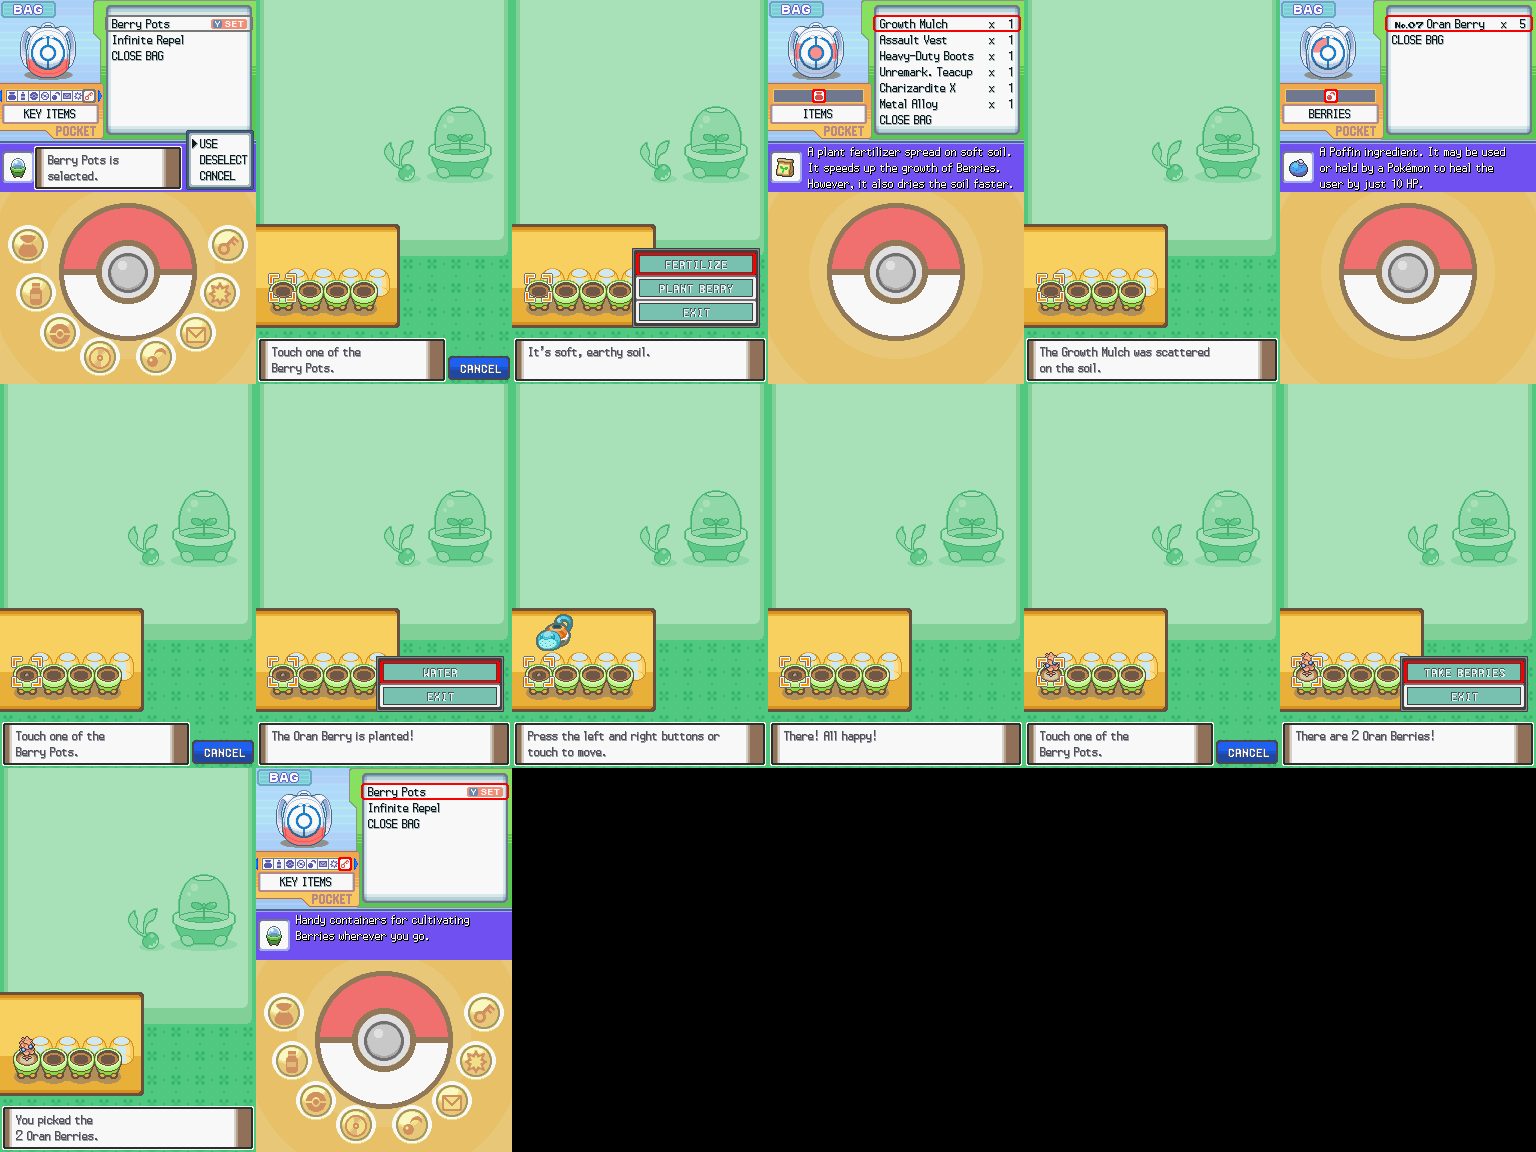 BAG
Berry Pots Y SET
Infinite Repel
CLOSE BAG
KEY ITEMS
POCKET
Berry Pots is
selected.
USE
DESELECT
CANCEL
Touch one of the
Berry Pots.
CANCEL
FERTILIZE
PLANT BERRY
EXIT
It's soft, earthy soil.
BAG
Growth Mulch x 1
Assault Vest x 1
Heavy-Duty Boots x 1
Unremark. Teacup x 1
Charizardite X x 1
Metal Alloy x 1
CLOSE BAG
ITEMS
POCKET
A plant fertilizer spread on soft soil.
It speeds up the growth of Berries.
However, it also dries the soil faster.
The Growth Mulch was scattered
on the soil.
BAG
No.07 Oran Berry x 5
CLOSE BAG
BERRIES
POCKET
A Poffin ingredient. It may be used
or held by a Pokémon to heal the
user by just 10 HP.
Touch one of the
Berry Pots.
CANCEL
WATER
EXIT
The Oran Berry is planted!
Press the left and right buttons or
touch to move.
There! All happy!
Touch one of the
Berry Pots.
CANCEL
TAKE BERRIES
EXIT
There are 2 Oran Berries!
You picked the
2 Oran Berries.
BAG
Berry Pots Y SET
Infinite Repel
CLOSE BAG
KEY ITEMS
POCKET
Handy containers for cultivating
Berries wherever you go.